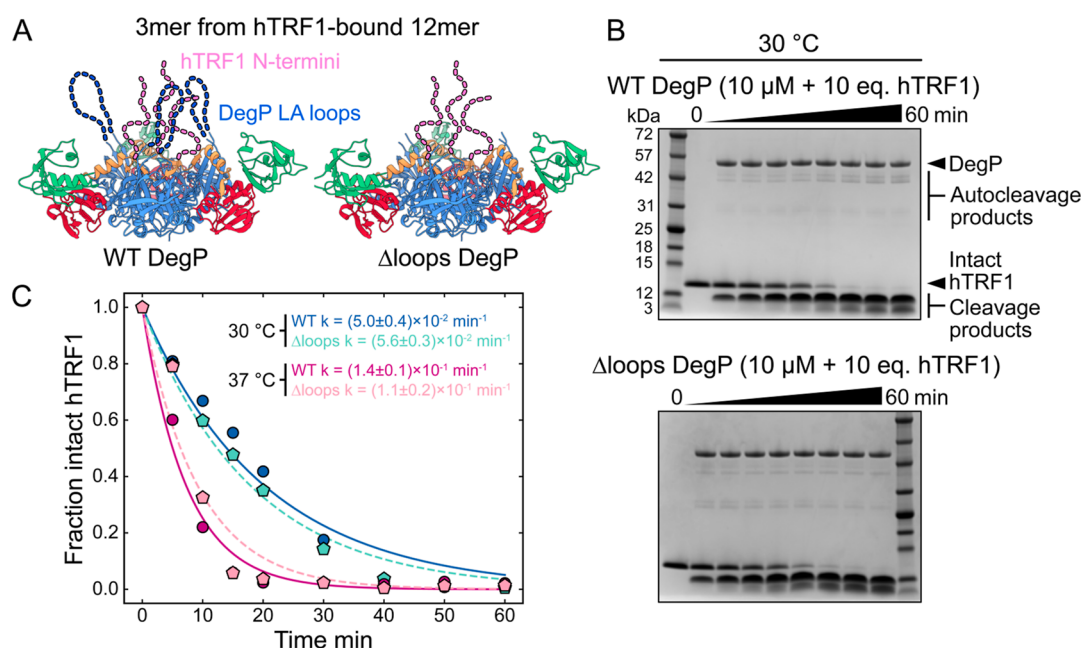 A
3mer from hTRF1-bound 12mer
hTRF1 N-termini
DegP LA loops
WT DegP
Δloops DegP
B
30 °C
WT DegP (10 µM + 10 eq. hTRF1)
kDa
0
60 min
72
57
42
31
25
18
15
12
3
DegP
Autocleavage
products
Intact
hTRF1
Cleavage
products
Δloops DegP (10 µM + 10 eq. hTRF1)
0
60 min
C
Fraction intact hTRF1
1.0
0.8
0.6
0.4
0.2
0.0
30 °C
WT k = (5.0±0.4)×10⁻² min⁻¹
Δloops k = (5.6±0.3)×10⁻² min⁻¹
37 °C
WT k = (1.4±0.1)×10⁻¹ min⁻¹
Δloops k = (1.1±0.2)×10⁻¹ min⁻¹
0 10 20 30 40 50 60
Time min